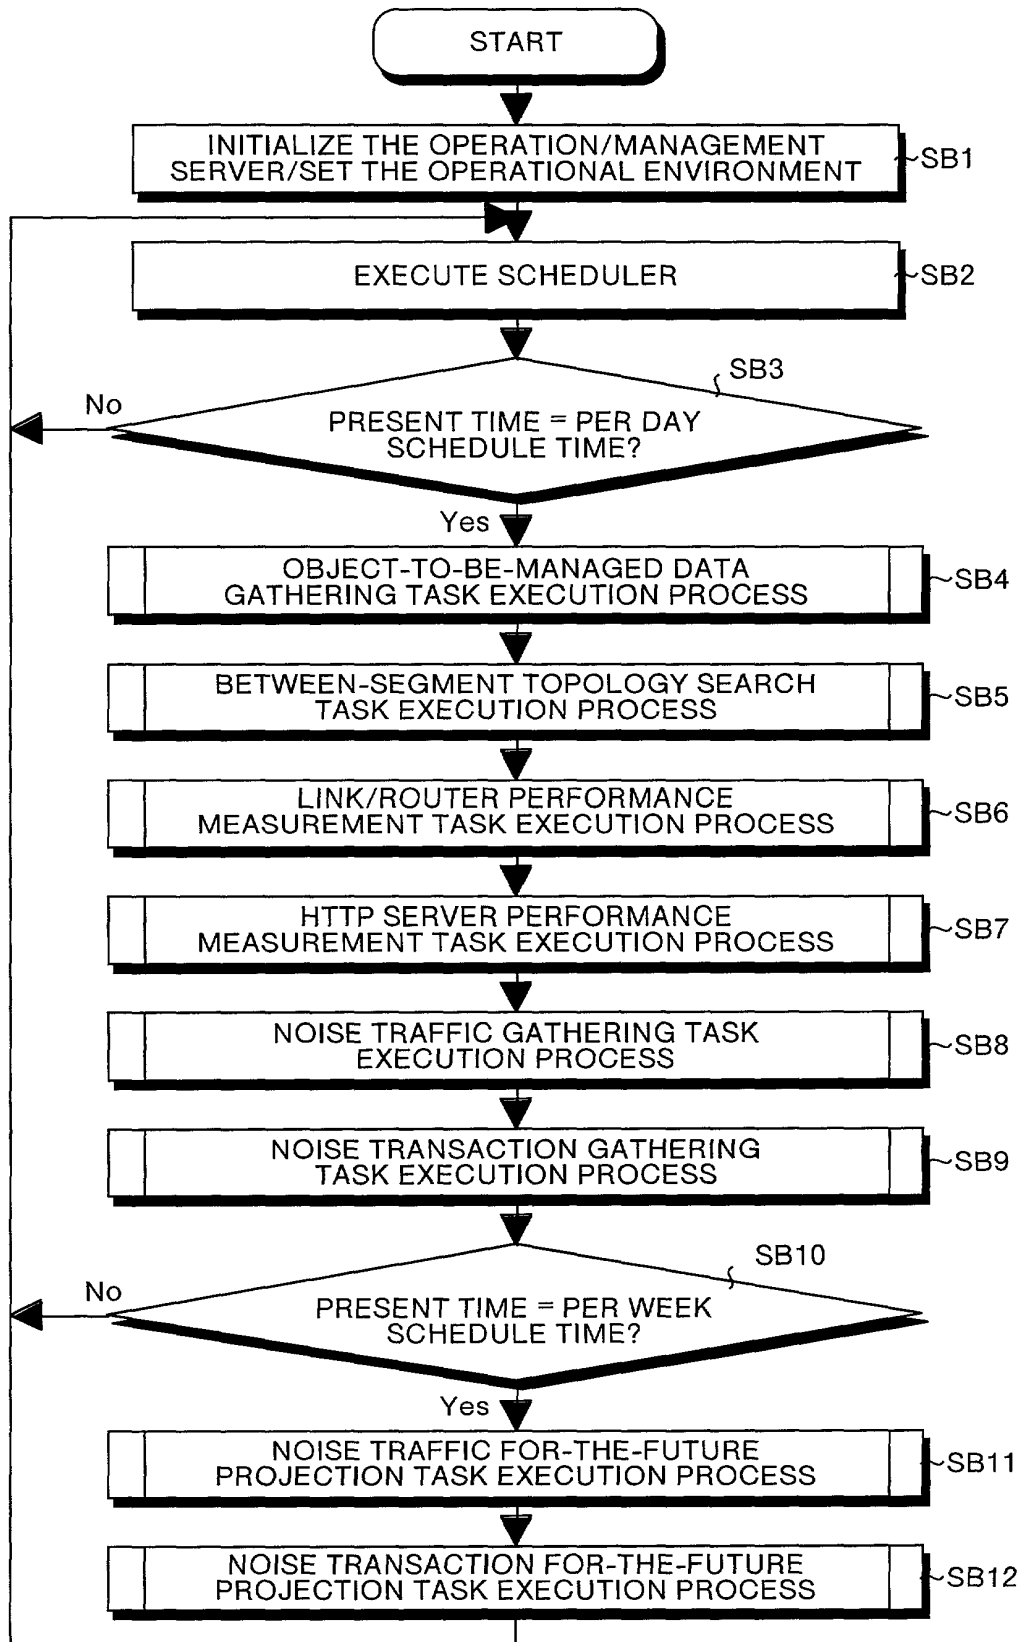 START
INITIALIZE THE OPERATION/MANAGEMENT
SERVER/SET THE OPERATIONAL ENVIRONMENT
SB1
EXECUTE SCHEDULER
SB2
SB3
No
PRESENT TIME = PER DAY
SCHEDULE TIME?
Yes
OBJECT-TO-BE-MANAGED DATA
GATHERING TASK EXECUTION PROCESS
SB4
BETWEEN-SEGMENT TOPOLOGY SEARCH
TASK EXECUTION PROCESS
SB5
LINK/ROUTER PERFORMANCE
MEASUREMENT TASK EXECUTION PROCESS
SB6
HTTP SERVER PERFORMANCE
MEASUREMENT TASK EXECUTION PROCESS
SB7
NOISE TRAFFIC GATHERING TASK
EXECUTION PROCESS
SB8
NOISE TRANSACTION GATHERING
TASK EXECUTION PROCESS
SB9
SB10
No
PRESENT TIME = PER WEEK
SCHEDULE TIME?
Yes
NOISE TRAFFIC FOR-THE-FUTURE
PROJECTION TASK EXECUTION PROCESS
SB11
NOISE TRANSACTION FOR-THE-FUTURE
PROJECTION TASK EXECUTION PROCESS
SB12